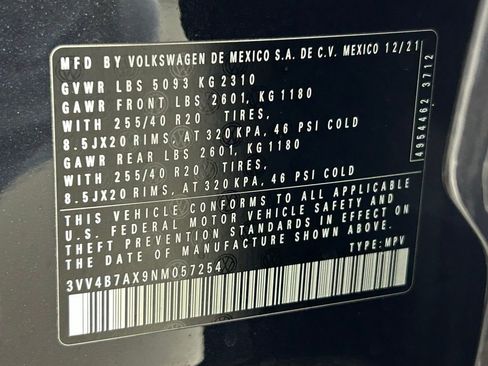 MFD BY VOLKSWAGEN DE MEXICO S.A. DE C.V. MEXICO 12/21
GVWR LBS 5093 KG 2310
GAWR FRONT LBS 2601, KG 1180
WITH 255/40 R20 TIRES,
8.5JX20 RIMS, AT 320 KPA, 46 PSI COLD
GAWR REAR LBS 2601, KG 1180
WITH 255/40 R20 TIRES,
8.5JX20 RIMS, AT 320 KPA, 46 PSI COLD
THIS VEHICLE CONFORMS TO ALL APPLICABLE
U.S. FEDERAL MOTOR VEHICLE SAFETY AND
THEFT PREVENTION STANDARDS IN EFFECT ON
THE DATE OF MANUFACTURE SHOWN ABOVE.
3VV4B7AX9NM057254
TYPE: MPV
4954462 3712